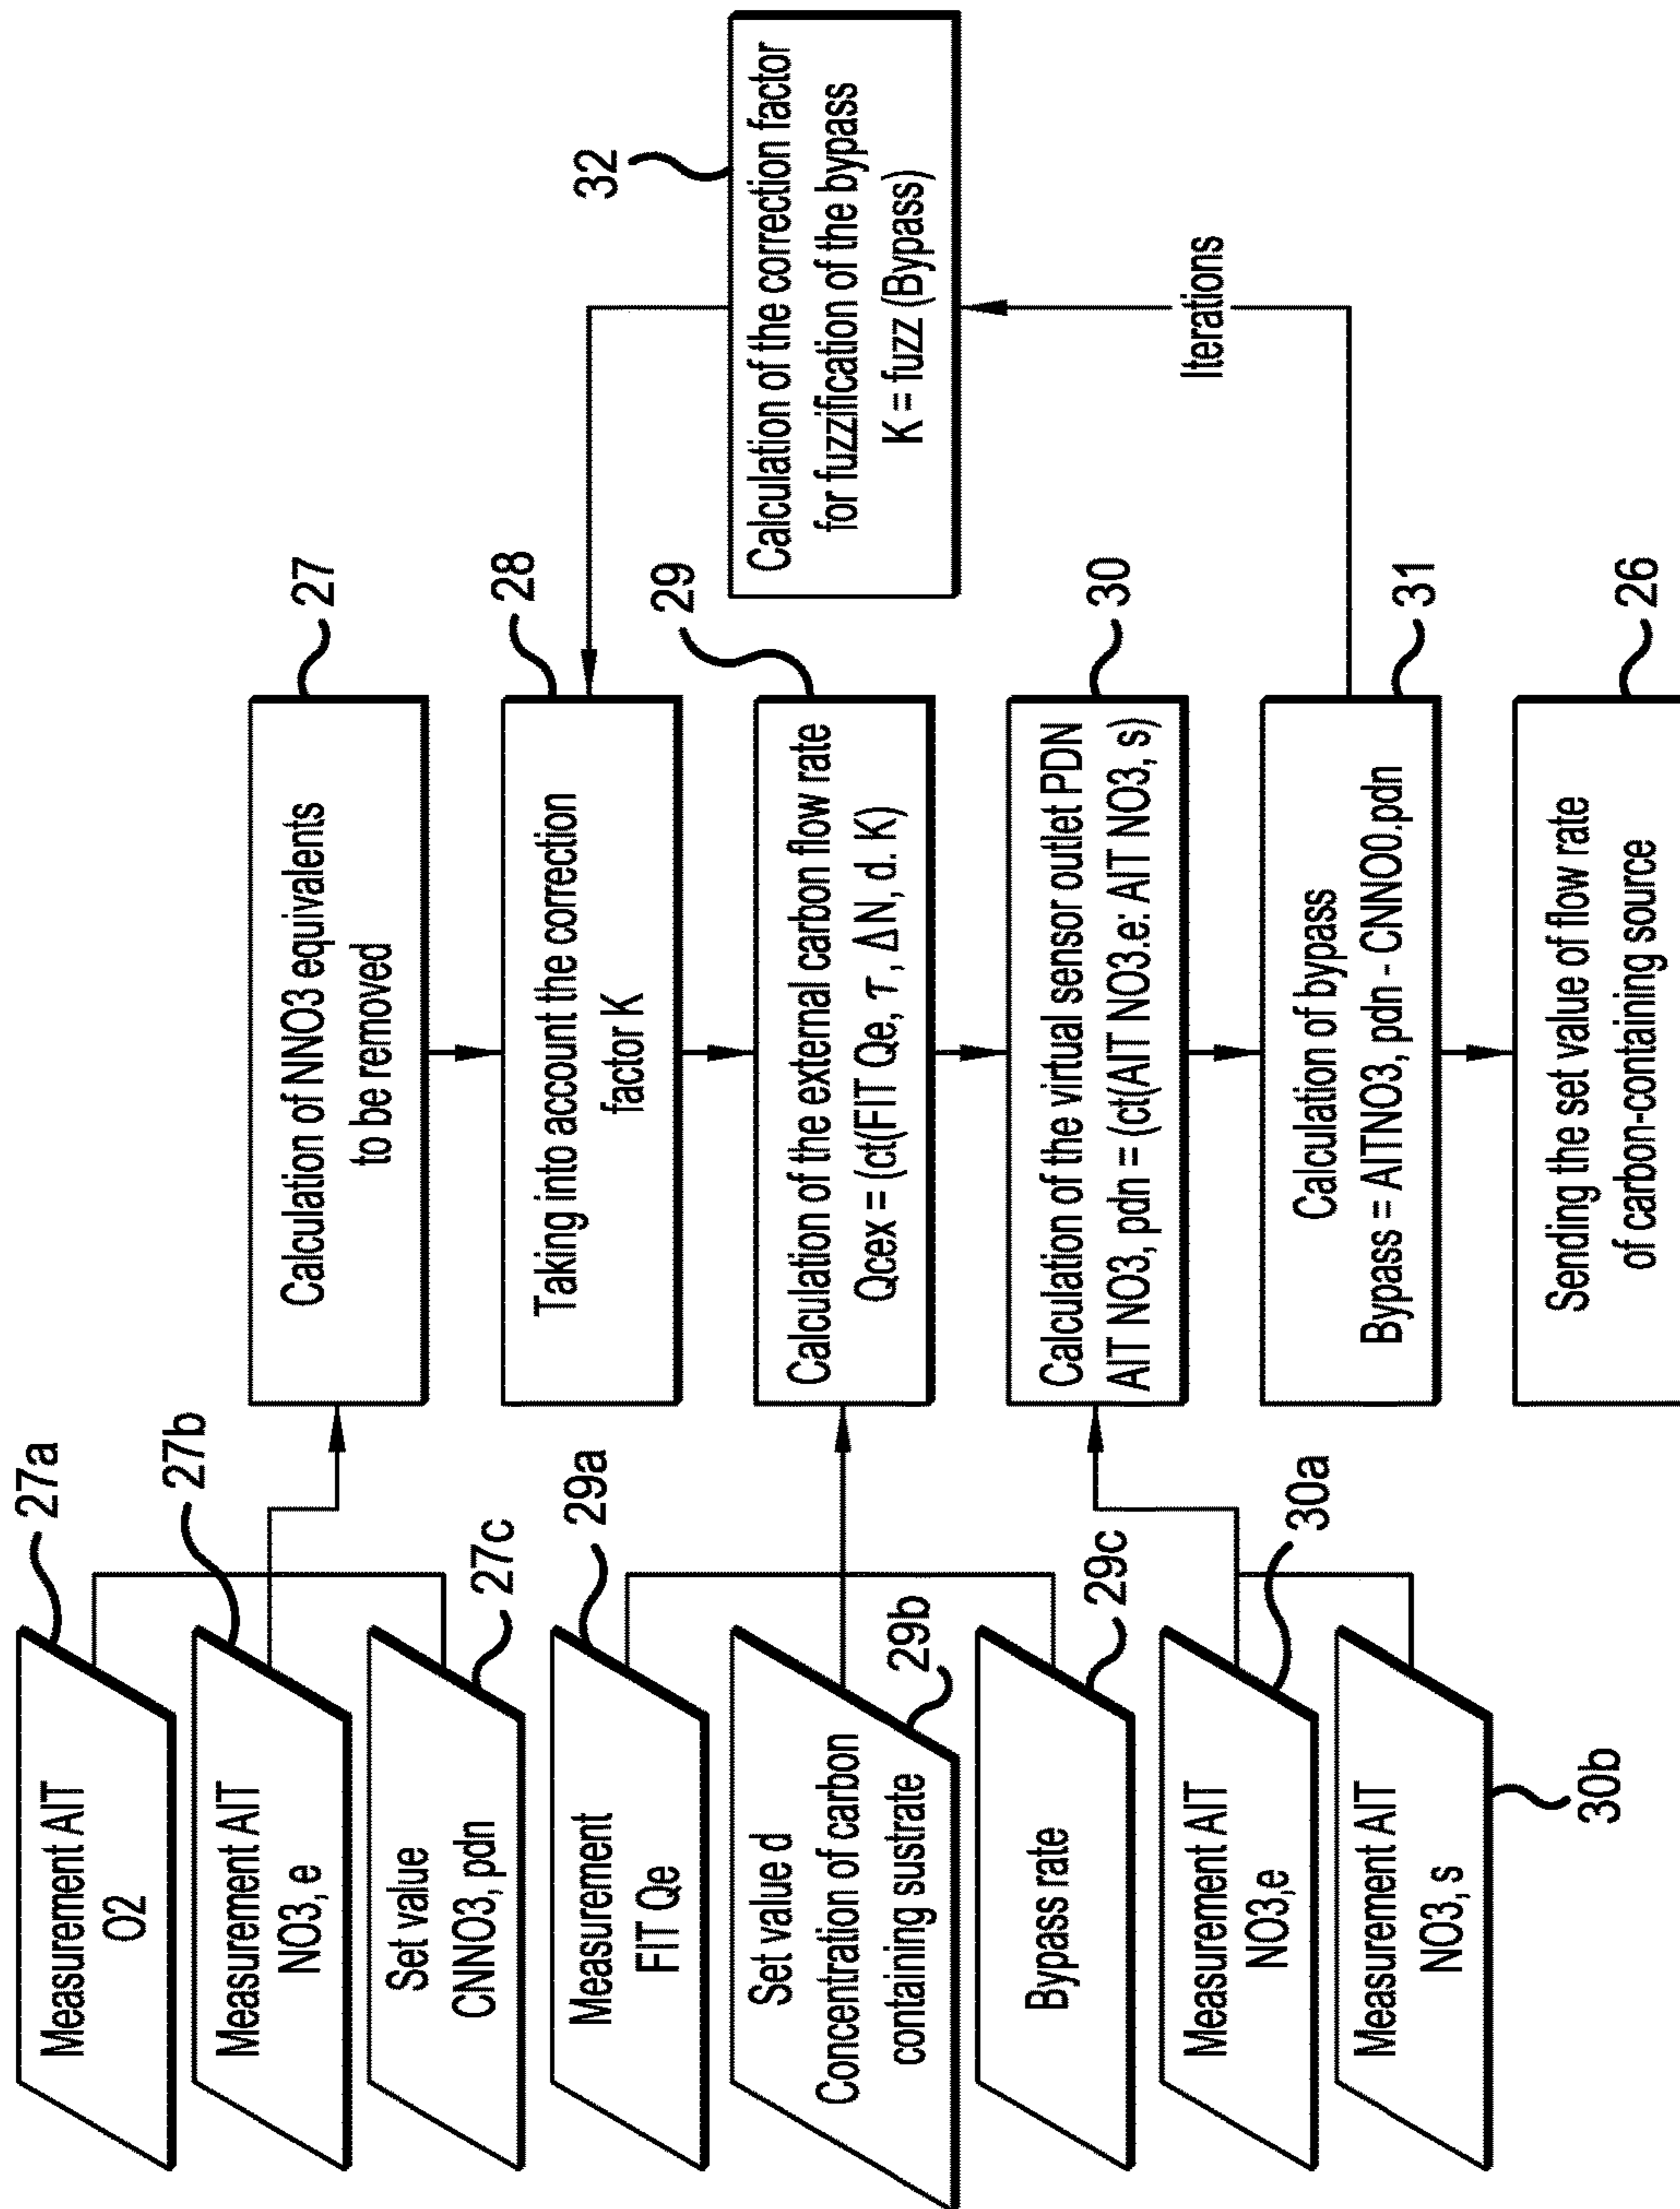 Measurement AIT
O2
27a
Measurement AIT
NO3, e
27b
Set value
CNNO3, pdn
27c
Measurement
FIT Qe
29a
Set value d
Concentration of carbon
containing sustrate
29b
Bypass rate
29c
Measurement AIT
NO3,e
30a
Measurement AIT
NO3, s
30b
Calculation of NNO3 equivalents
to be removed
27
Taking into account the correction
factor K
28
Calculation of the external carbon flow rate
Qcex = (ct(FIT Qe, τ, ΔN, d. K)
29
Calculation of the virtual sensor outlet PDN
AIT NO3, pdn = (ct(AIT NO3.e: AIT NO3, s)
30
Calculation of bypass
Bypass = AITNO3, pdn - CNNO0.pdn
31
Sending the set value of flow rate
of carbon-containing source
26
Calculation of the correction factor
for fuzzification of the bypass
K = fuzz (Bypass)
32
Iterations